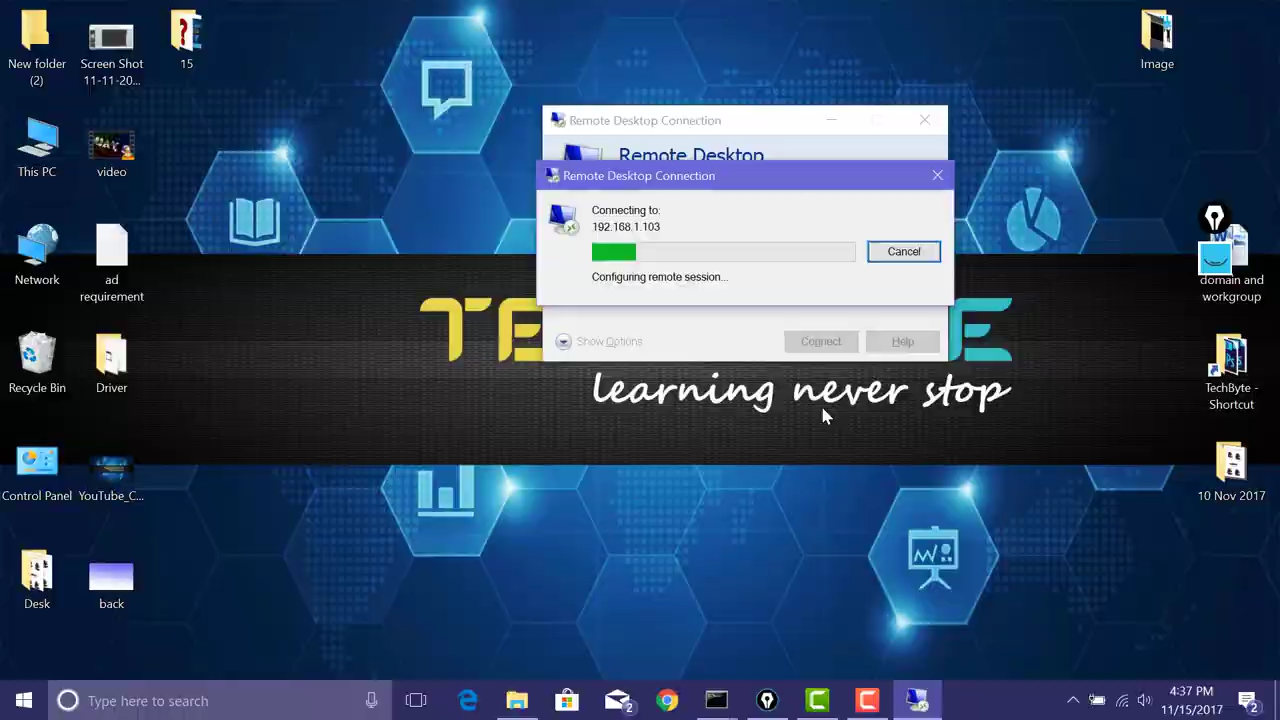 New folder
(2)
Screen Shot
11-11-20...
15
Image
This PC
video
Network
ad
requirement
Recycle Bin
Driver
Control Panel
YouTube_C...
Desk
back
Remote Desktop Connection
Remote Desktop
Remote Desktop Connection
Connecting to:
192.168.1.103
Cancel
Configuring remote session...
Show Options
Connect
Help
TE
E
learning never stop
domain and
workgroup
TechByte -
Shortcut
10 Nov 2017
Type here to search
2
4:37 PM
11/15/2017
2